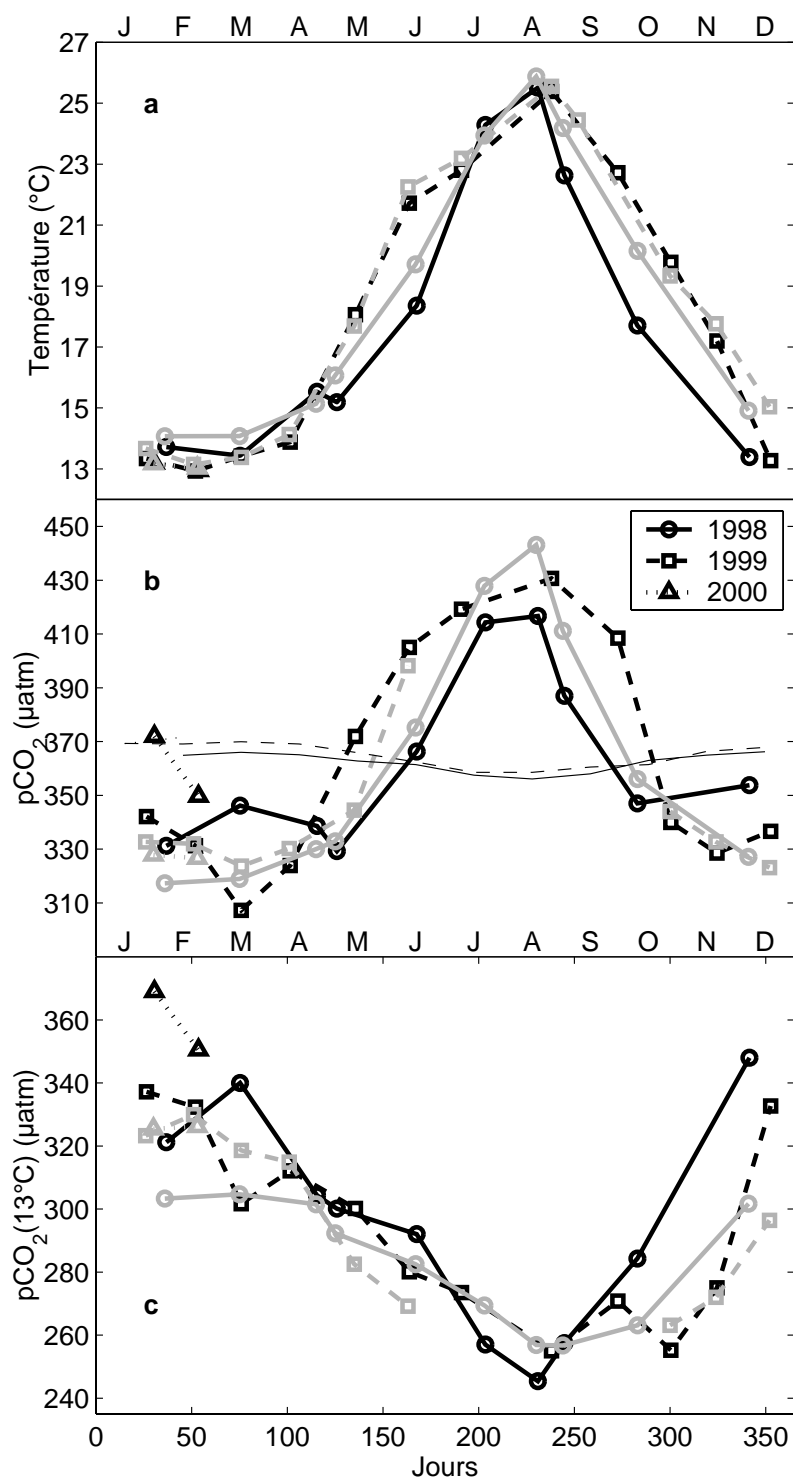 J F M A M J J A S O N D
27
a
25
23
21
19
17
15
13
Température (°C)
450
b
1998
1999
2000
430
410
390
370
350
330
310
pCO2 (µatm)
J F M A M J J A S O N D
360
340
320
300
280
260
240
c
pCO2(13°C) (µatm)
0 50 100 150 200 250 300 350
Jours